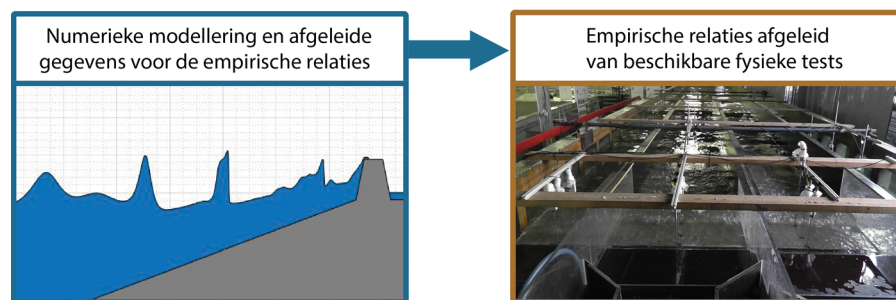 Numerieke modellering en afgeleide
gegevens voor de empirische relaties
Empirische relaties afgeleid
van beschikbare fysieke tests